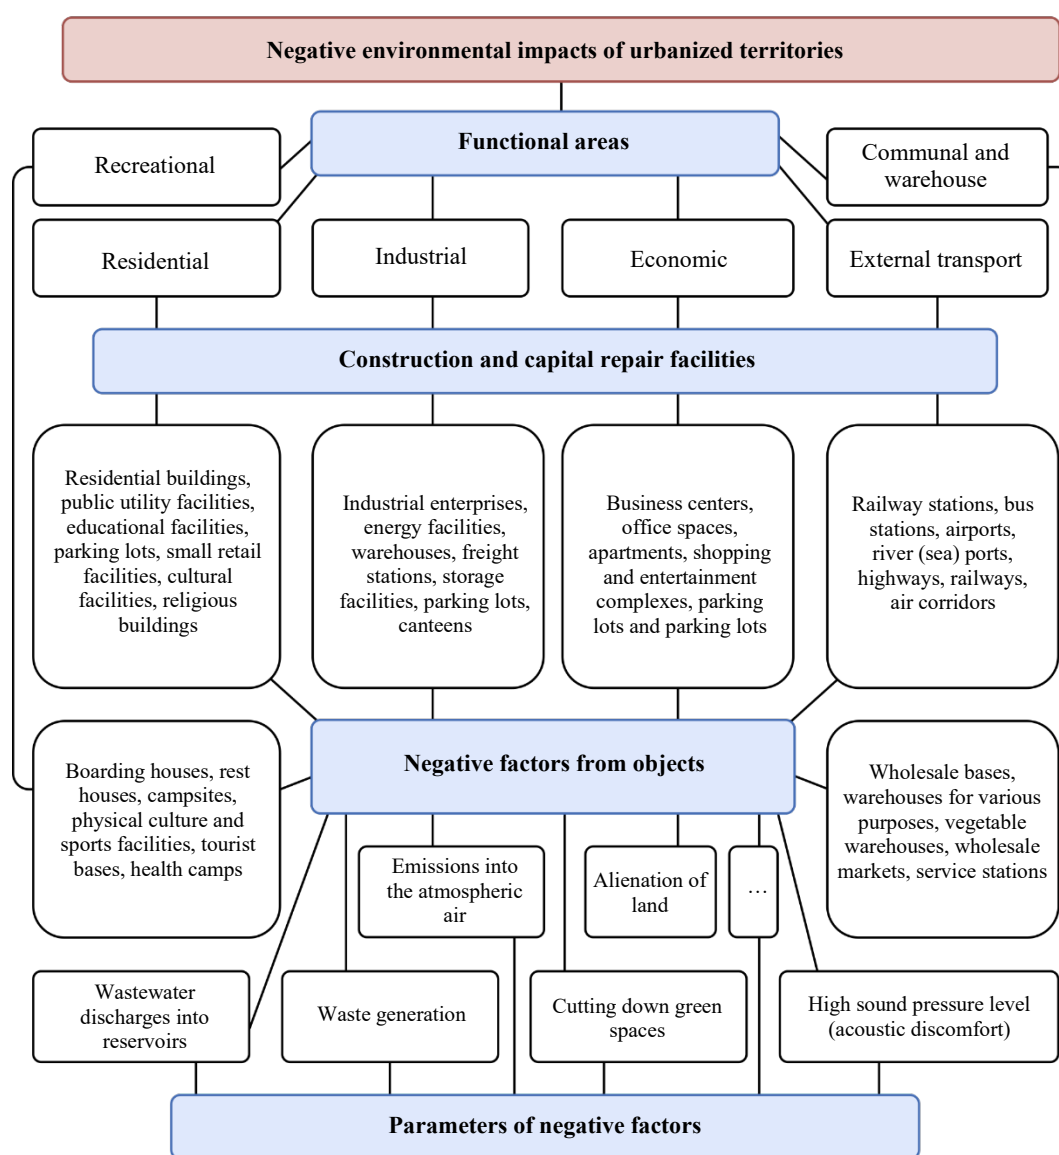 Negative environmental impacts of urbanized territories
Functional areas
Recreational
Communal and
warehouse
Residential
Industrial
Economic
External transport
Construction and capital repair facilities
Residential buildings,
public utility facilities,
educational facilities,
parking lots, small retail
facilities, cultural
facilities, religious
buildings
Industrial enterprises,
energy facilities,
warehouses, freight
stations, storage
facilities, parking lots,
canteens
Business centers,
office spaces,
apartments, shopping
and entertainment
complexes, parking
lots and parking lots
Railway stations, bus
stations, airports,
river (sea) ports,
highways, railways,
air corridors
Negative factors from objects
Boarding houses, rest
houses, campsites,
physical culture and
sports facilities, tourist
bases, health camps
Wholesale bases,
warehouses for various
purposes, vegetable
warehouses, wholesale
markets, service stations
Emissions into
the atmospheric
air
Alienation of
land
…
Wastewater
discharges into
reservoirs
Waste generation
Cutting down green
spaces
High sound pressure level
(acoustic discomfort)
Parameters of negative factors